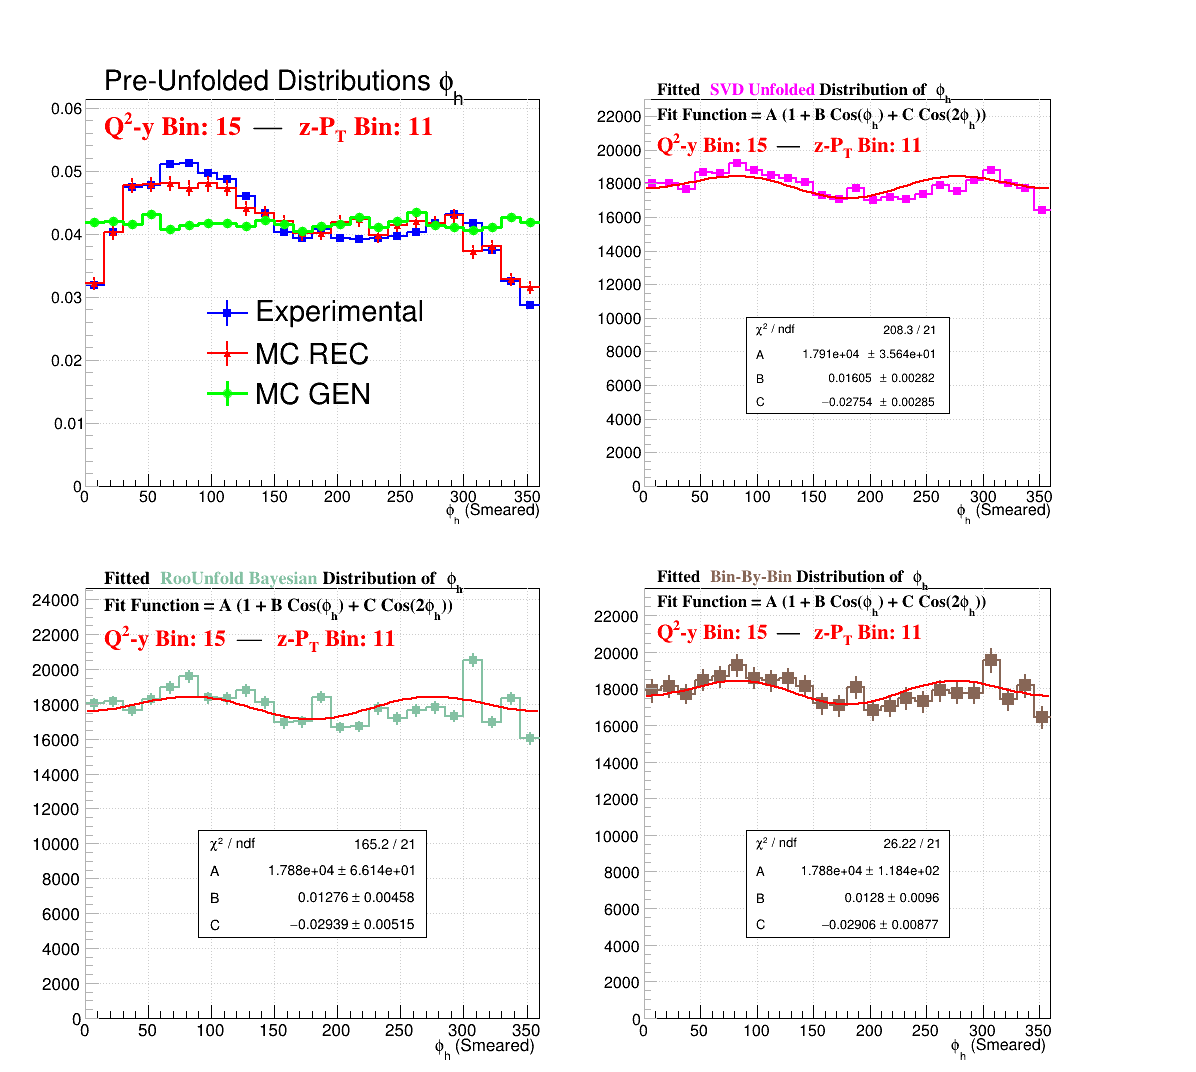 Pre-Unfolded Distributions ϕh
Q²-y Bin: 15 — z-PT Bin: 11
0.06
0.05
0.04
0.03
0.02
0.01
0
Experimental
MC REC
MC GEN
0 50 100 150 200 250 300 350
ϕh (Smeared)
Fitted SVD Unfolded Distribution of ϕh
Fit Function = A (1 + B Cos(ϕh) + C Cos(2ϕh))
Q²-y Bin: 15 — z-PT Bin: 11
22000
20000
18000
16000
14000
12000
10000
8000
6000
4000
2000
0
χ² / ndf 208.3 / 21
A 1.791e+04 ± 3.564e+01
B 0.01605 ± 0.00282
C −0.02754 ± 0.00285
0 50 100 150 200 250 300 350
ϕh (Smeared)
Fitted RooUnfold Bayesian Distribution of ϕh
Fit Function = A (1 + B Cos(ϕh) + C Cos(2ϕh))
Q²-y Bin: 15 — z-PT Bin: 11
24000
22000
20000
18000
16000
14000
12000
10000
8000
6000
4000
2000
0
χ² / ndf 165.2 / 21
A 1.788e+04 ± 6.614e+01
B 0.01276 ± 0.00458
C −0.02939 ± 0.00515
0 50 100 150 200 250 300 350
ϕh (Smeared)
Fitted Bin-By-Bin Distribution of ϕh
Fit Function = A (1 + B Cos(ϕh) + C Cos(2ϕh))
Q²-y Bin: 15 — z-PT Bin: 11
22000
20000
18000
16000
14000
12000
10000
8000
6000
4000
2000
0
χ² / ndf 26.22 / 21
A 1.788e+04 ± 1.184e+02
B 0.0128 ± 0.0096
C −0.02906 ± 0.00877
0 50 100 150 200 250 300 350
ϕh (Smeared)